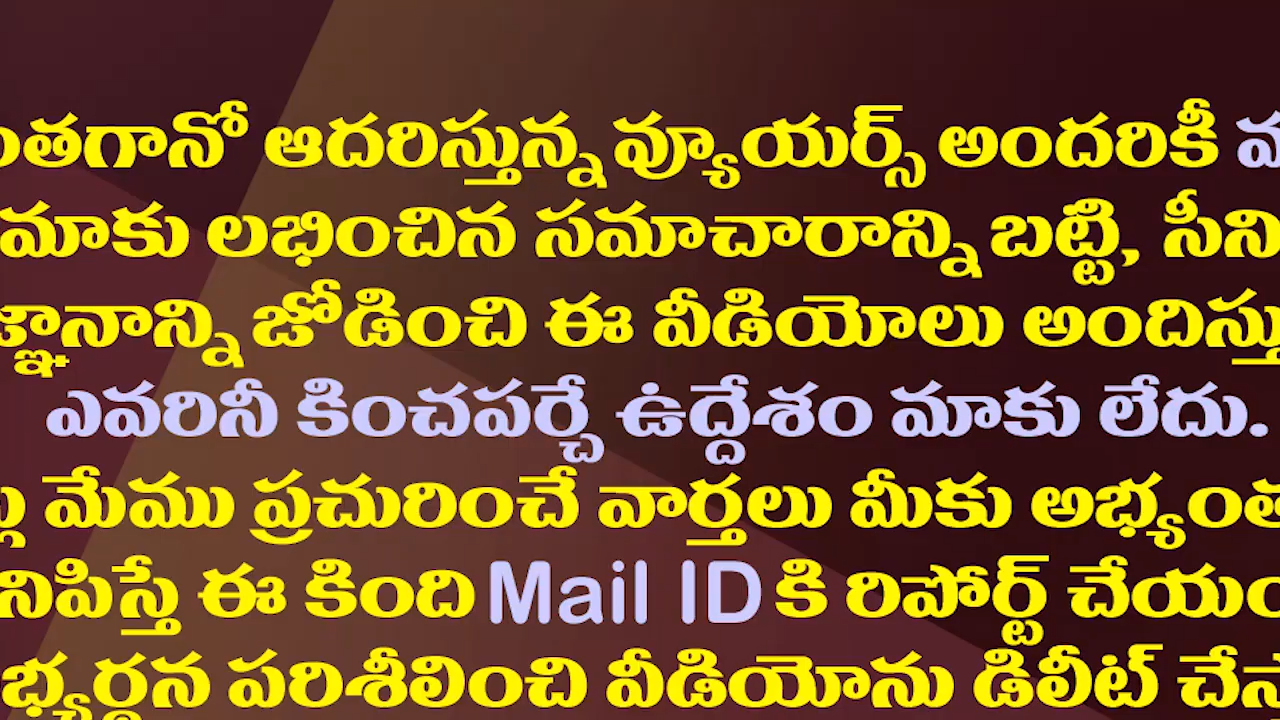 ఆదరిస్తున్న వ్యూయర్స్ అందరికీ
మాకు లభించిన సమాచారాన్ని బట్టి,
జోడించి ఈ వీడియోలు
ఎవరినీ కించపర్చే ఉద్దేశం మాకు లేదు.
మేము ప్రచురించే వార్తలు మీకు
ఈ కింది Mail ID కి రిపోర్ట్
పరిశీలించి వీడియోను డిలీట్